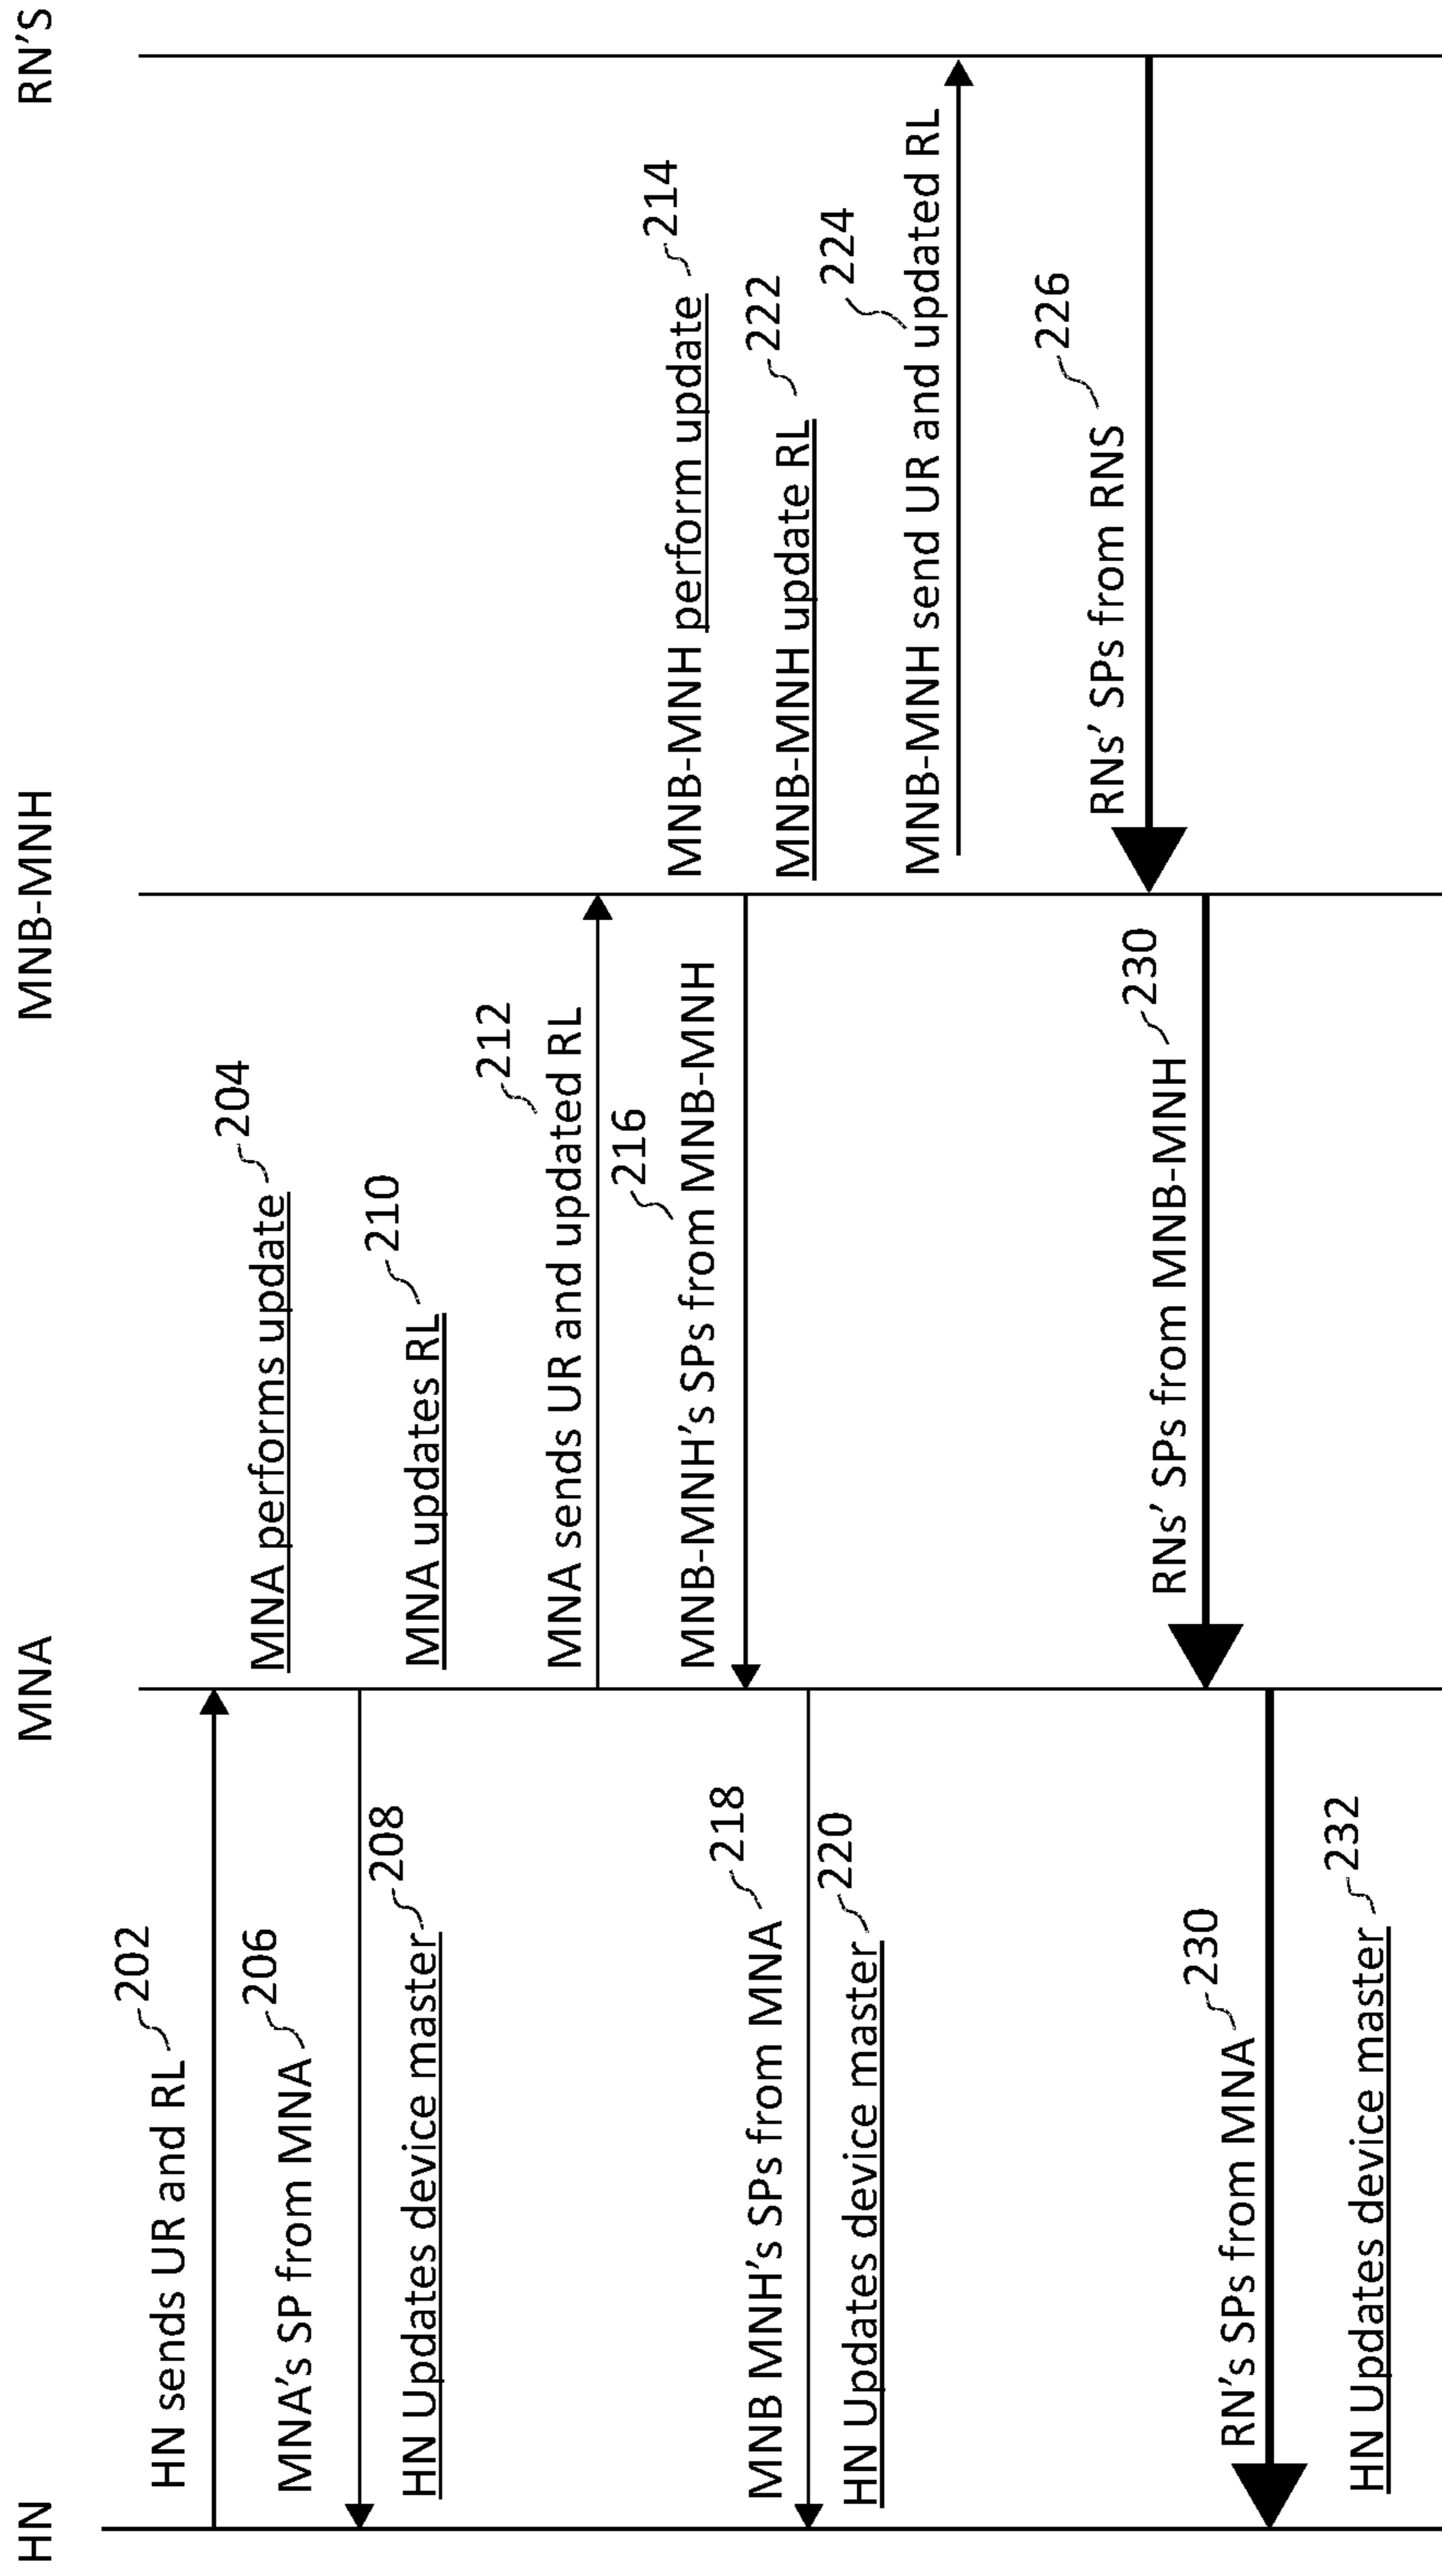 HN
MNA
MNB-MNH
RN'S
HN sends UR and RL 202
MNA performs update 204
MNA's SP from MNA 206
HN Updates device master 208
MNA updates RL 210
MNA sends UR and updated RL 212
MNB-MNH perform update 214
MNB-MNH's SPs from MNB-MNH 216
MNB MNH's SPs from MNA 218
HN Updates device master 220
MNB-MNH update RL 222
MNB-MNH send UR and updated RL 224
RNs' SPs from RNS 226
RNs' SPs from MNB-MNH 230
RN's SPs from MNA 230
HN Updates device master 232